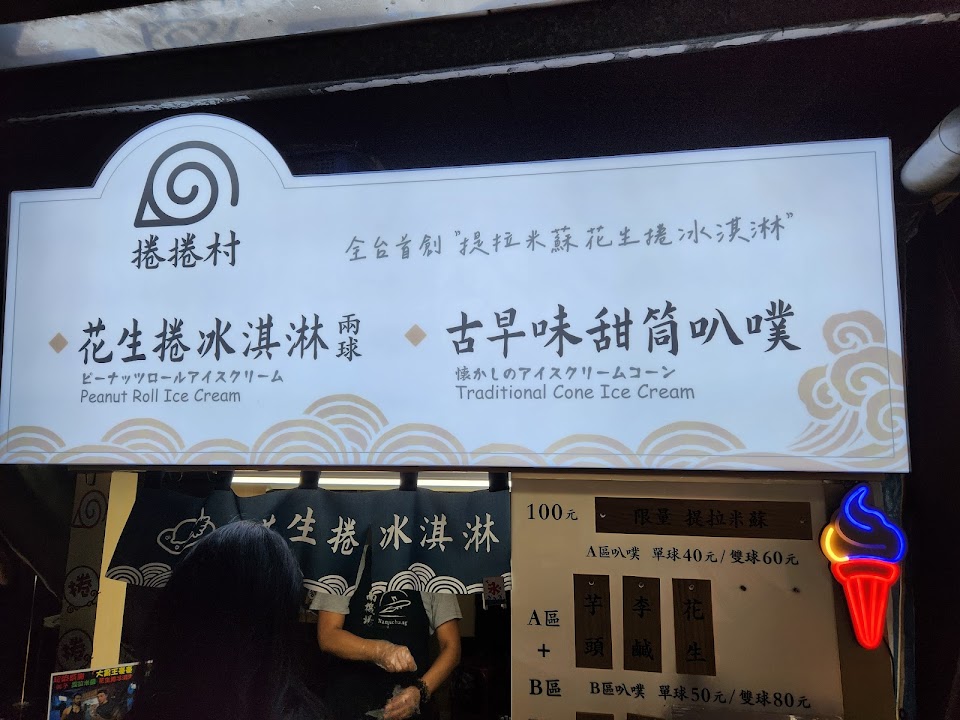 捲捲村
全台首創"提拉米蘇花生捲冰淇淋"
花生捲冰淇淋 兩球
ピーナッツロールアイスクリーム
Peanut Roll Ice Cream
古早味甜筒叭噗
懐かしのアイスクリームコーン
Traditional Cone Ice Cream
生捲冰淇淋
100元 限量 提拉米蘇
A區叭噗 單球40元/雙球60元
A區
+
B區
芋頭
李鹹
花生
B區叭噗 單球50元/雙球80元